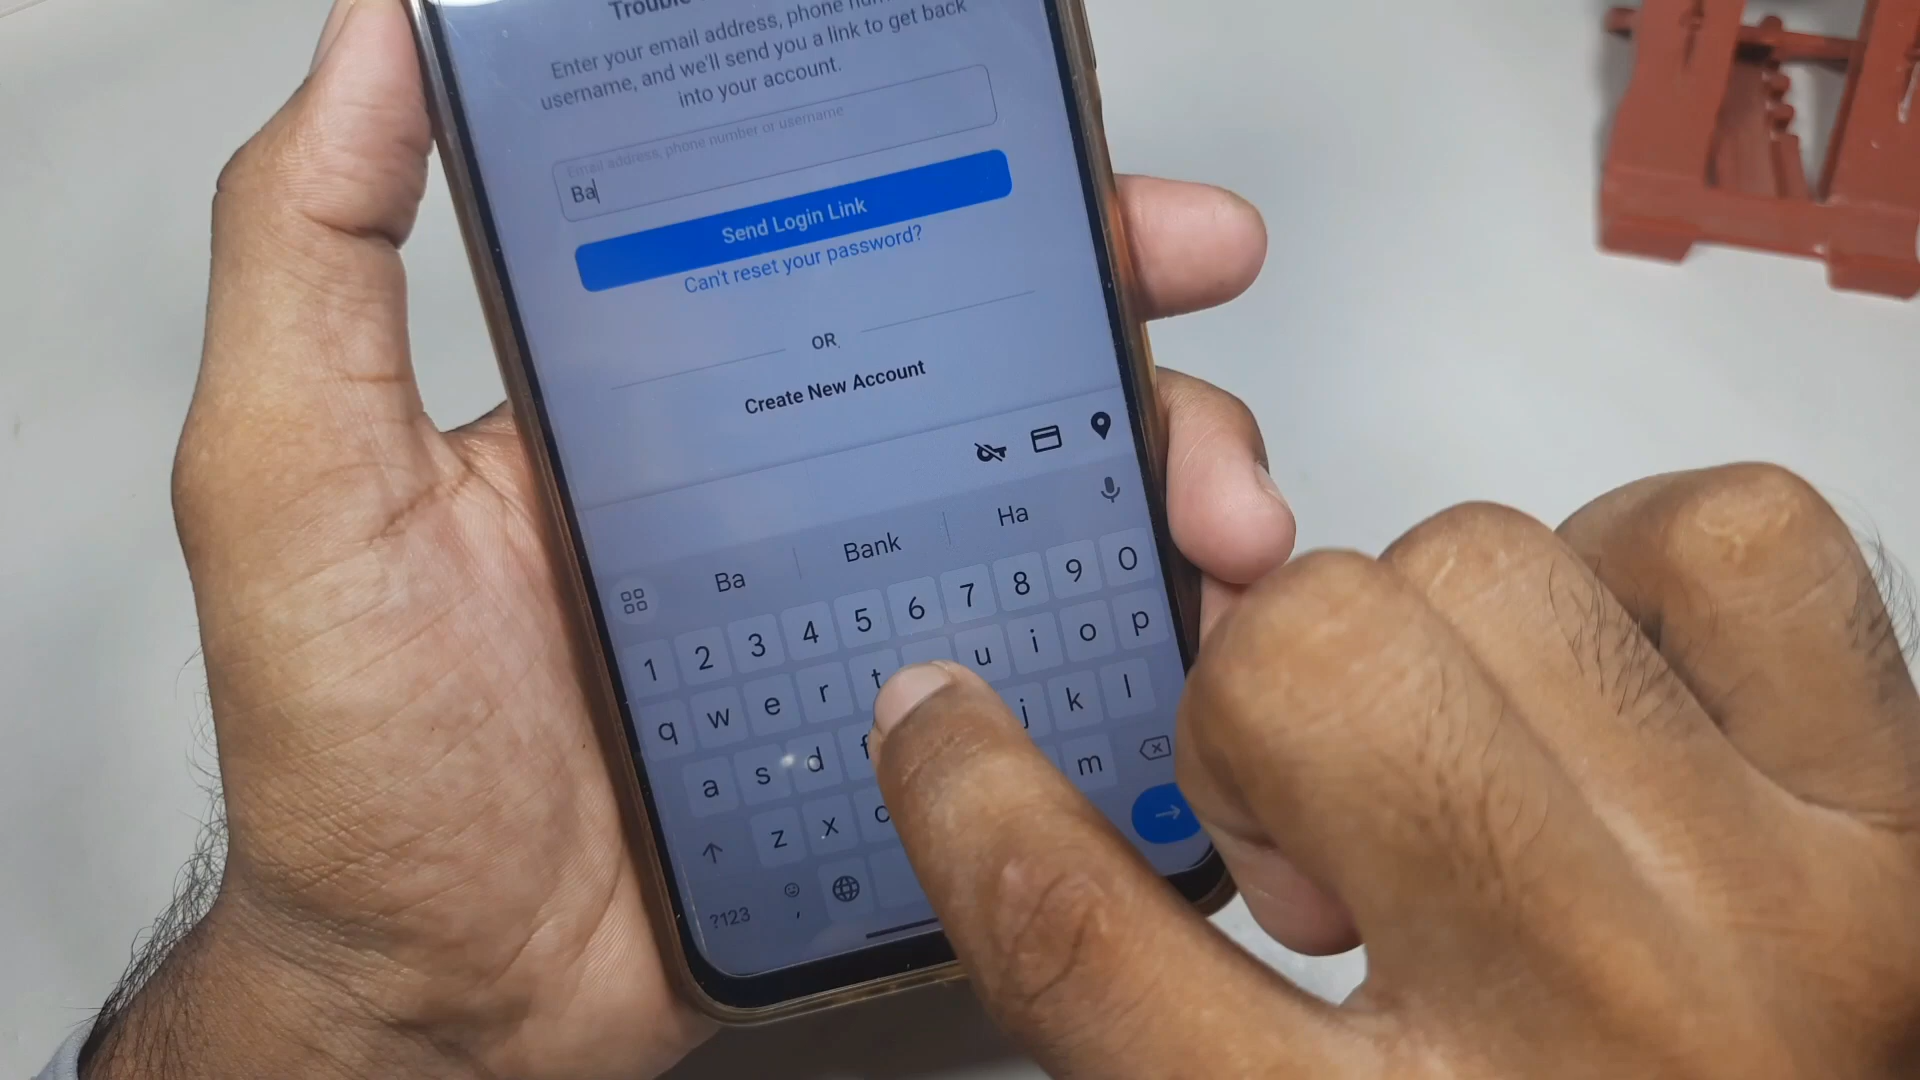 Trouble
Enter your email address, phone num
username, and we'll send you a link to get back
into your account.
Email address, phone number or username
Ba
Send Login Link
Can't reset your password?
OR
Create New Account
Ba Bank Ha
1 2 3 4 5 6 7 8 9 0
q w e r t u i o p
a s d f j k l
z x c m
?123 ,